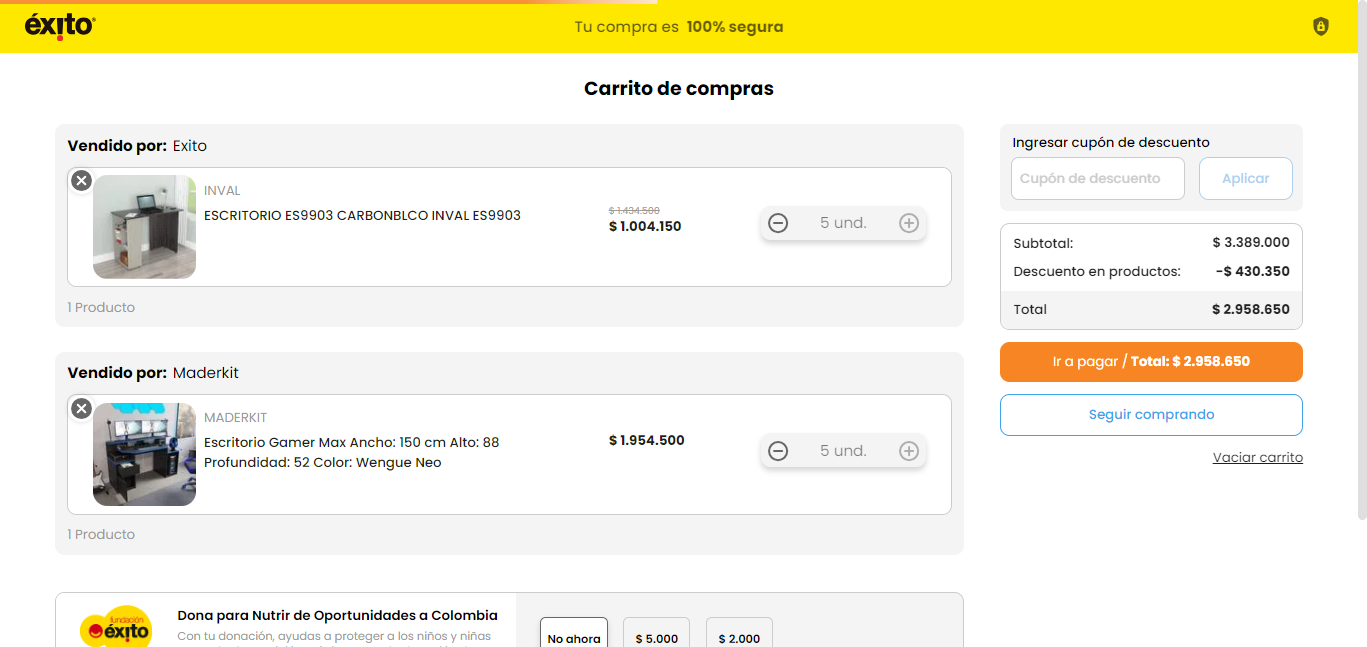 éxito
Tu compra es 100% segura
Carrito de compras
Vendido por: Exito
INVAL
ESCRITORIO ES9903 CARBONBLCO INVAL ES9903
$ 1.434.500
$ 1.004.150
5 und.
1 Producto
Vendido por: Maderkit
MADERKIT
Escritorio Gamer Max Ancho: 150 cm Alto: 88
Profundidad: 52 Color: Wengue Neo
$ 1.954.500
5 und.
1 Producto
Ingresar cupón de descuento
Cupón de descuento
Aplicar
Subtotal: $ 3.389.000
Descuento en productos: -$ 430.350
Total $ 2.958.650
Ir a pagar / Total: $ 2.958.650
Seguir comprando
Vaciar carrito
fundación
éxito
Dona para Nutrir de Oportunidades a Colombia
Con tu donación, ayudas a proteger a los niños y niñas
No ahora
$ 5.000
$ 2.000